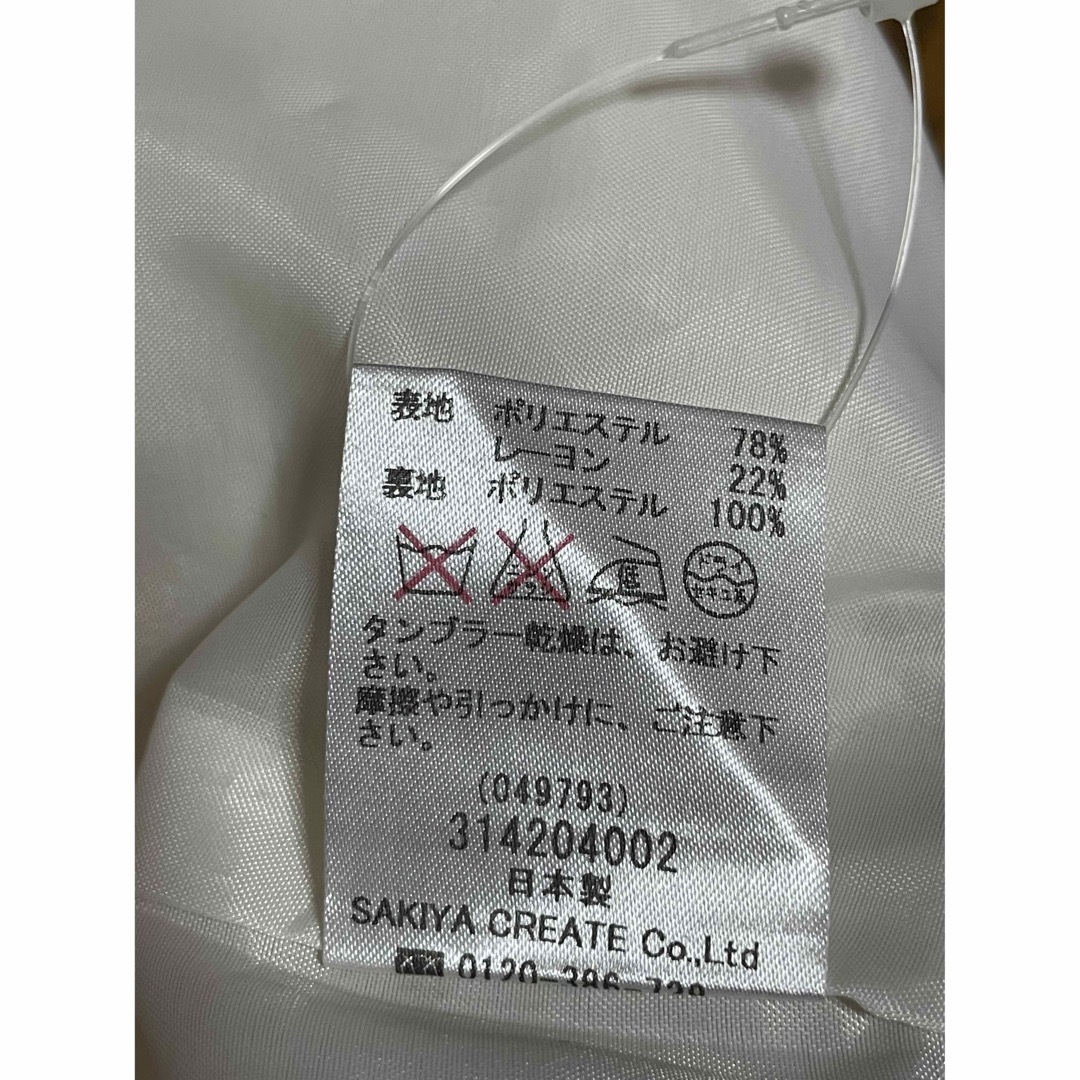 表地 ポリエステル 78%
レーヨン 22%
裏地 ポリエステル 100%
ドライ
セキユ系
タンブラー乾燥は、お避け下
さい。
摩擦や引っかけに、ご注意下
さい。
(049793)
314204002
日本製
SAKIYA CREATE Co.,Ltd
0120-396-739